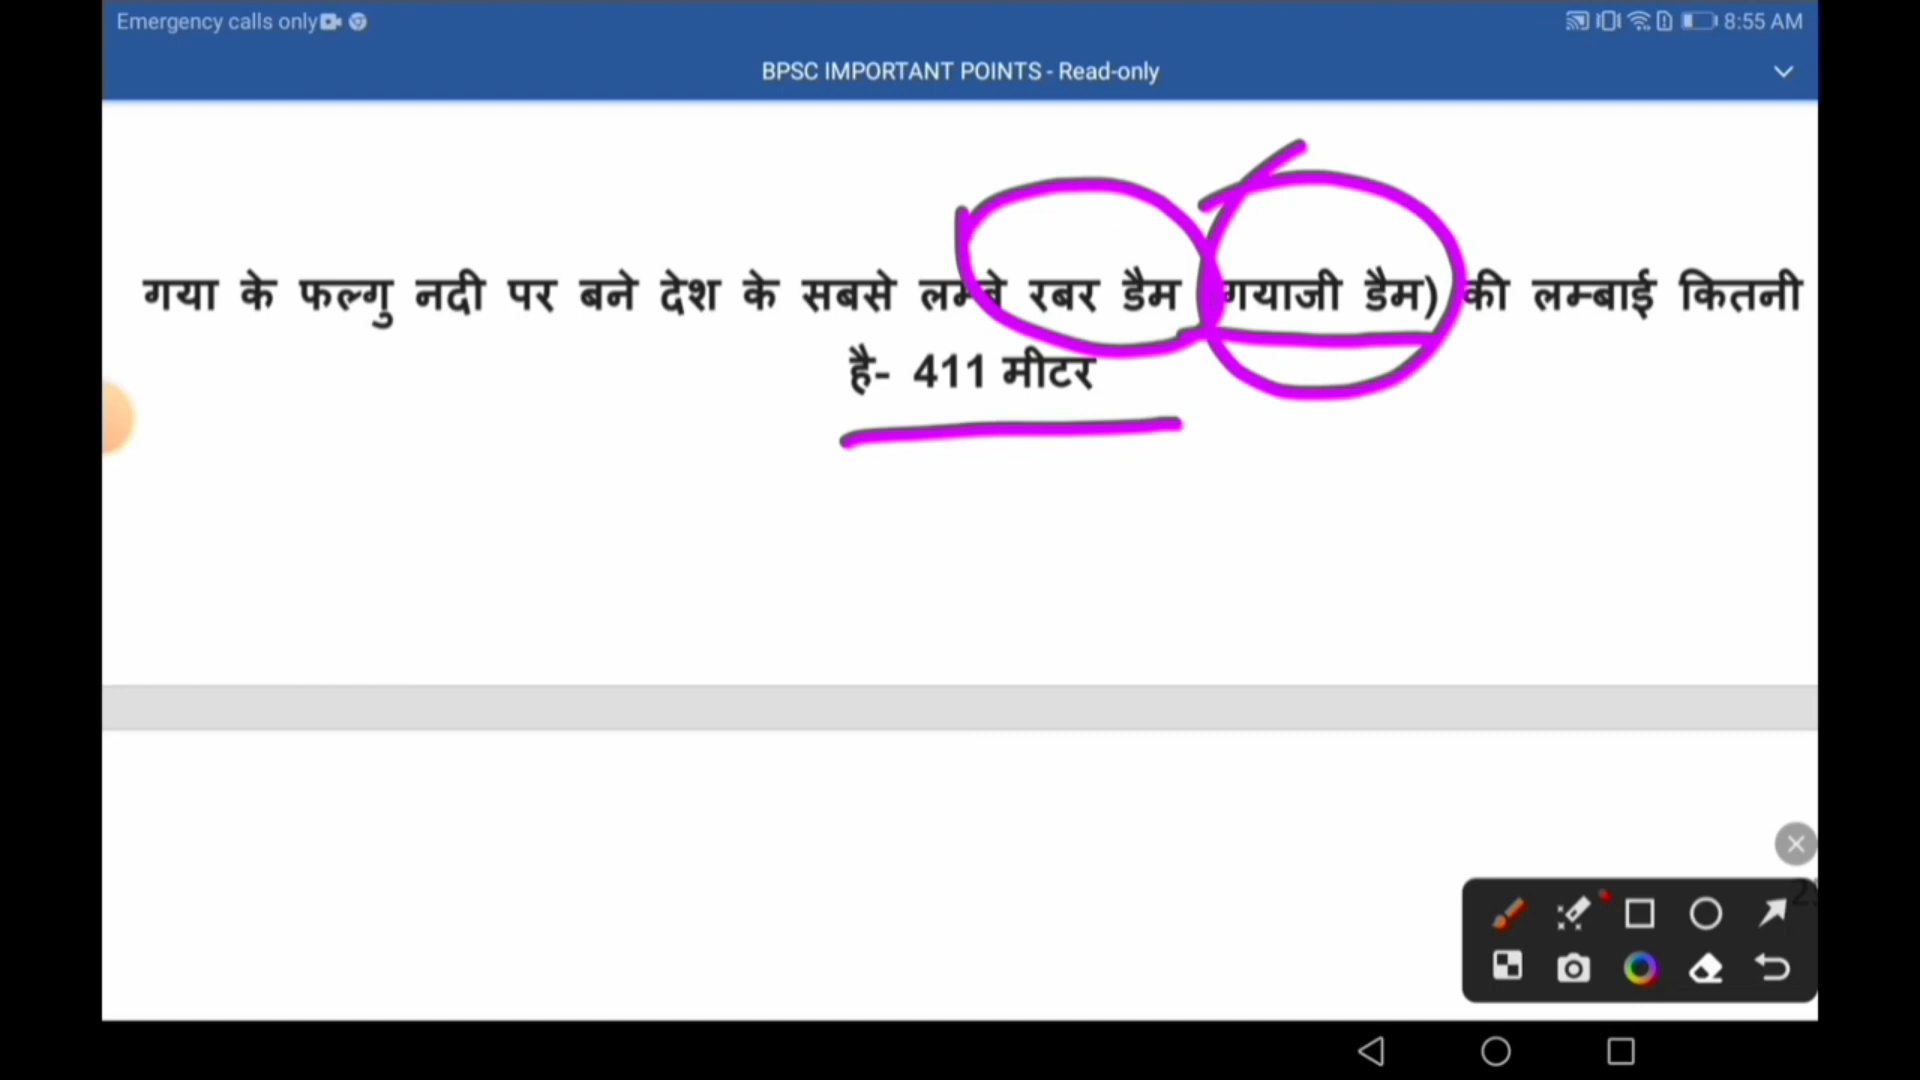 Emergency calls only
8:55 AM
BPSC IMPORTANT POINTS - Read-only
गया के फल्गु नदी पर बने देश के सबसे लम्बे रबर डैम (गयाजी डैम) की लम्बाई कितनी
है- 411 मीटर